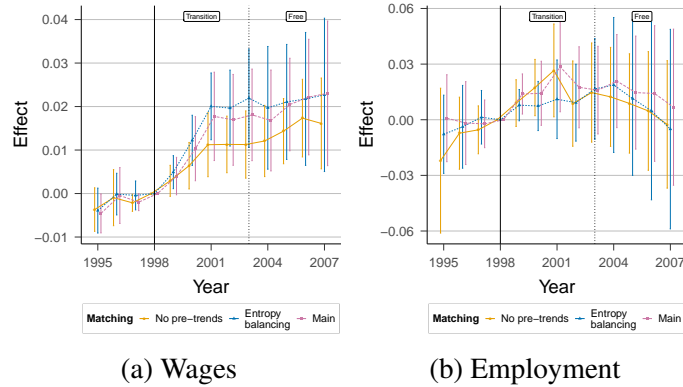 Transition
Free
0.04
0.03
0.02
0.01
0.00
−0.01
Effect
1995
1998
2001
2004
2007
Year
Matching
No pre-trends
Entropy balancing
Main
(a) Wages
Transition
Free
0.06
0.03
0.00
−0.03
−0.06
Effect
1995
1998
2001
2004
2007
Year
Matching
No pre-trends
Entropy balancing
Main
(b) Employment